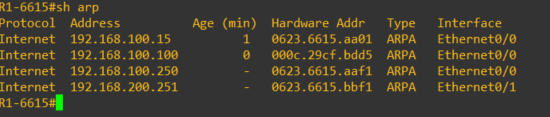 R1-6615#sh arp
Protocol  Address          Age (min)  Hardware Addr   Type   Interface
Internet  192.168.100.15          1   0623.6615.aa01  ARPA   Ethernet0/0
Internet  192.168.100.100         0   000c.29cf.bdd5  ARPA   Ethernet0/0
Internet  192.168.100.250         -   0623.6615.aaf1  ARPA   Ethernet0/0
Internet  192.168.200.251         -   0623.6615.bbf1  ARPA   Ethernet0/1
R1-6615#